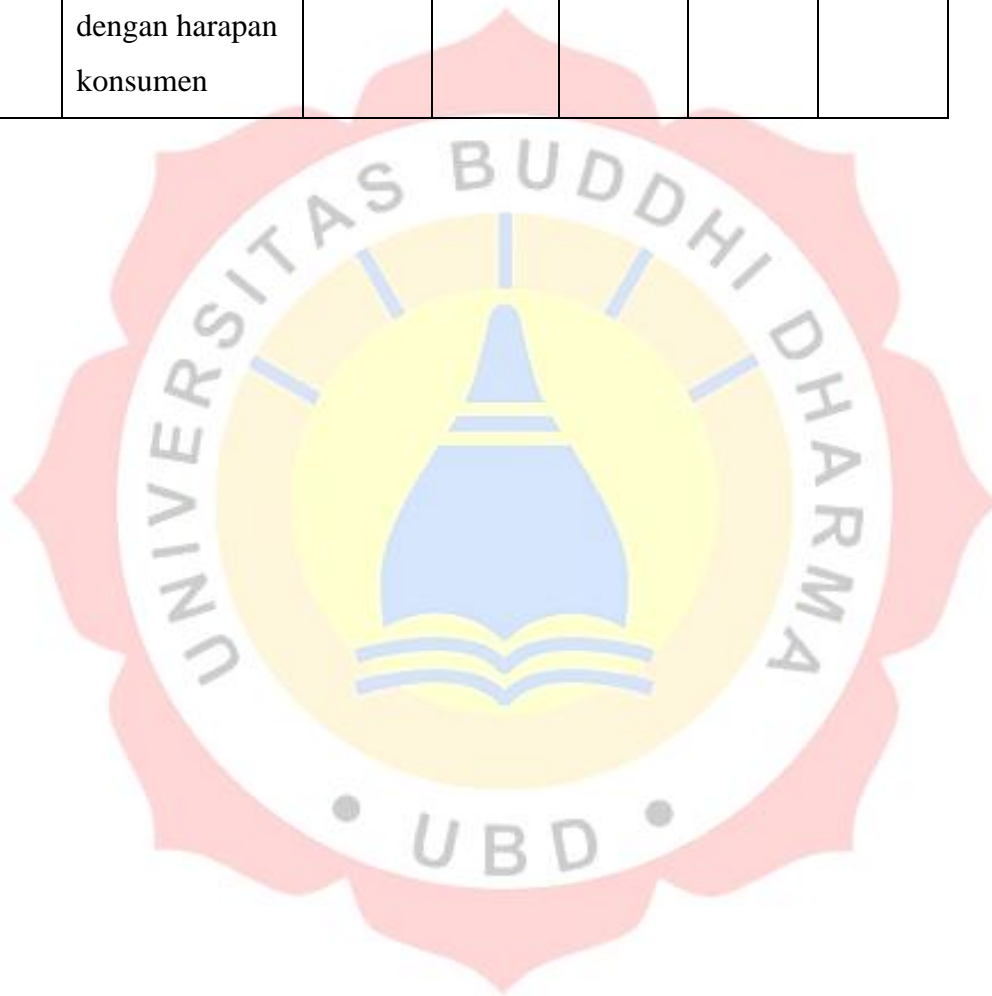 dengan harapan
konsumen
UNIVERSITAS BUDDHI DHARMA
• UBD •